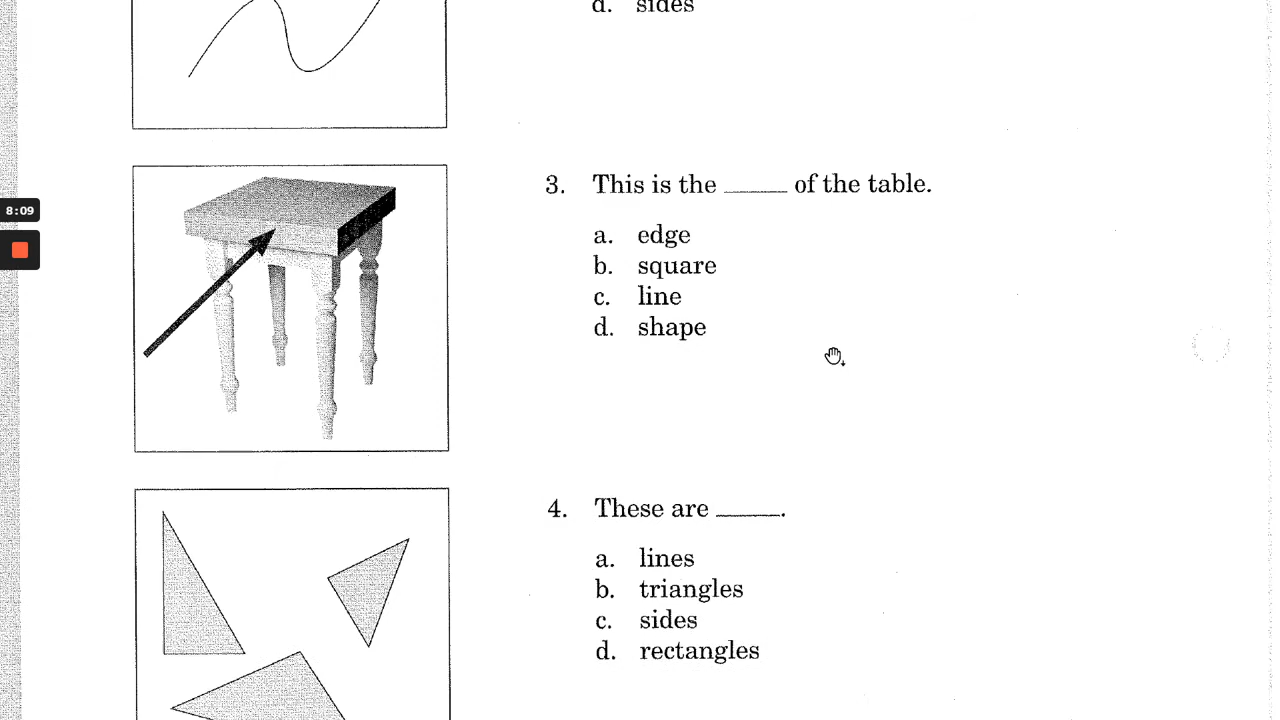 d. sides
8:09
3. This is the _____ of the table.
a. edge
b. square
c. line
d. shape
4. These are _____.
a. lines
b. triangles
c. sides
d. rectangles